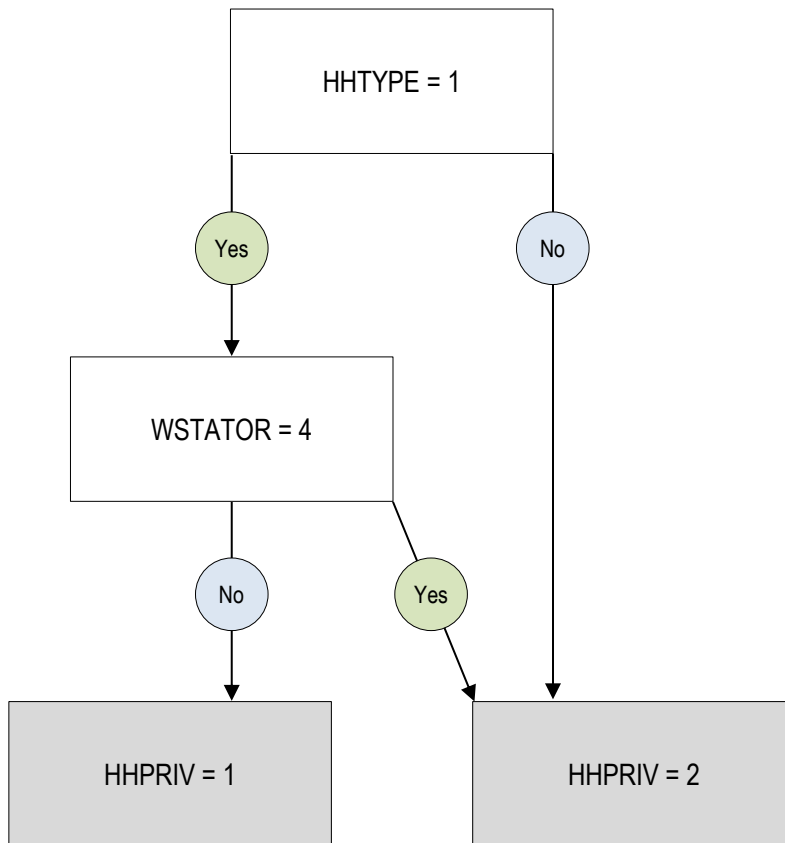 HHTYPE = 1
Yes
No
WSTATOR = 4
No
Yes
HHPRIV = 1
HHPRIV = 2